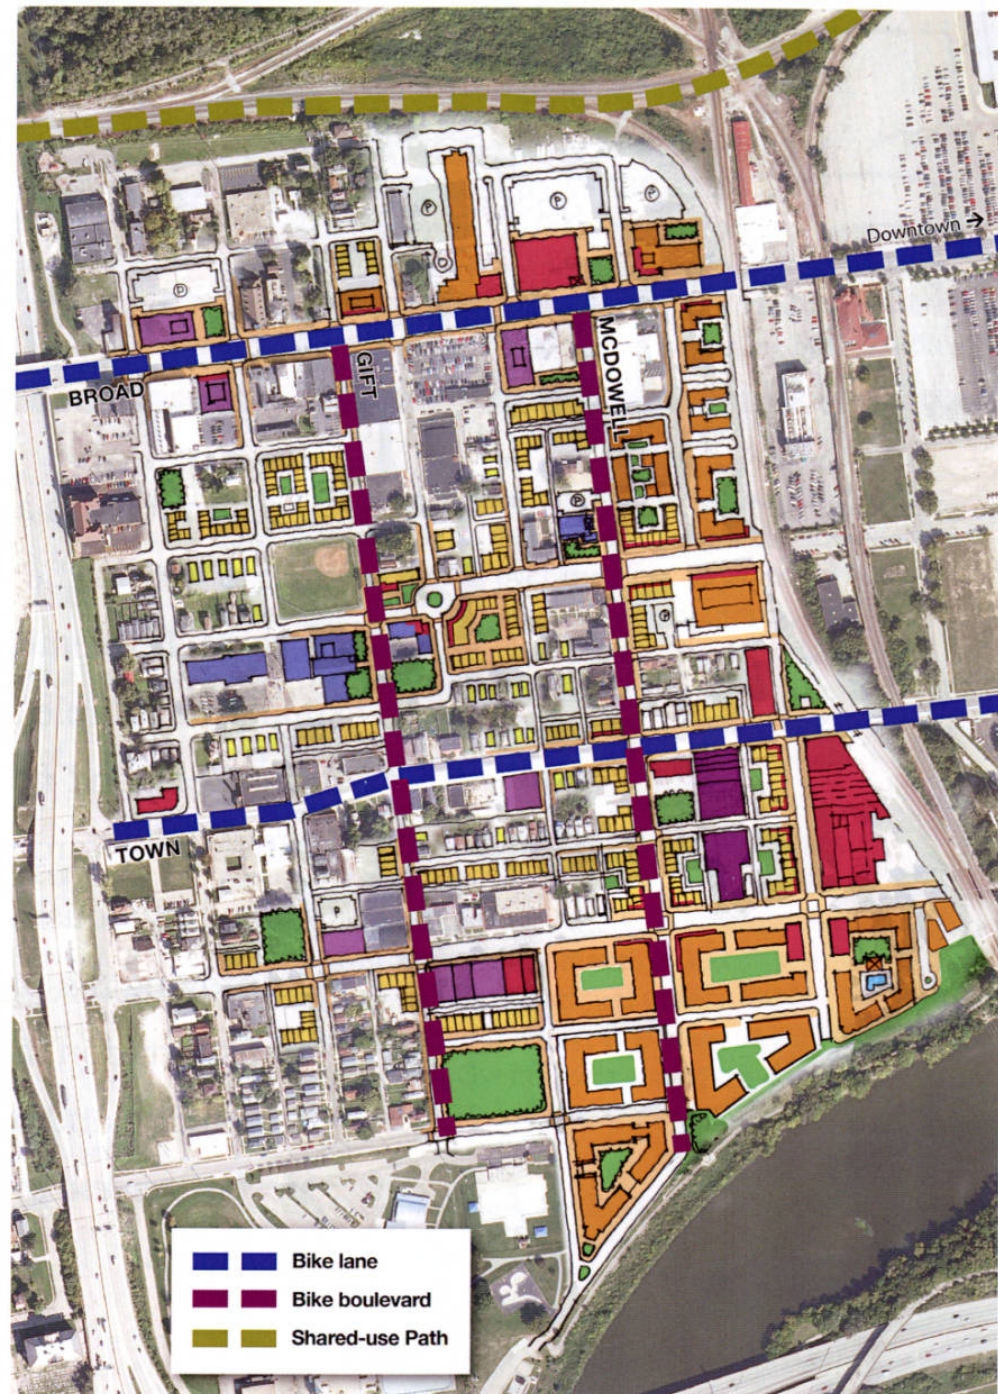 Downtown →
BROAD
GIFT
MCDOWELL
P
P
P
P
P
P
P
TOWN
Bike lane
Bike boulevard
Shared-use Path